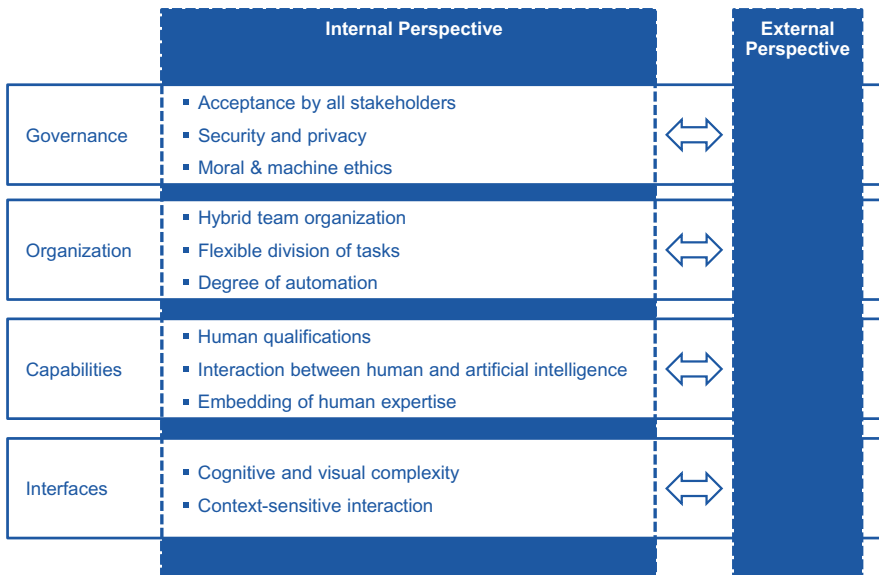 Internal Perspective
External
Perspective
Governance
▪ Acceptance by all stakeholders
▪ Security and privacy
▪ Moral & machine ethics
Organization
▪ Hybrid team organization
▪ Flexible division of tasks
▪ Degree of automation
Capabilities
▪ Human qualifications
▪ Interaction between human and artificial intelligence
▪ Embedding of human expertise
Interfaces
▪ Cognitive and visual complexity
▪ Context-sensitive interaction